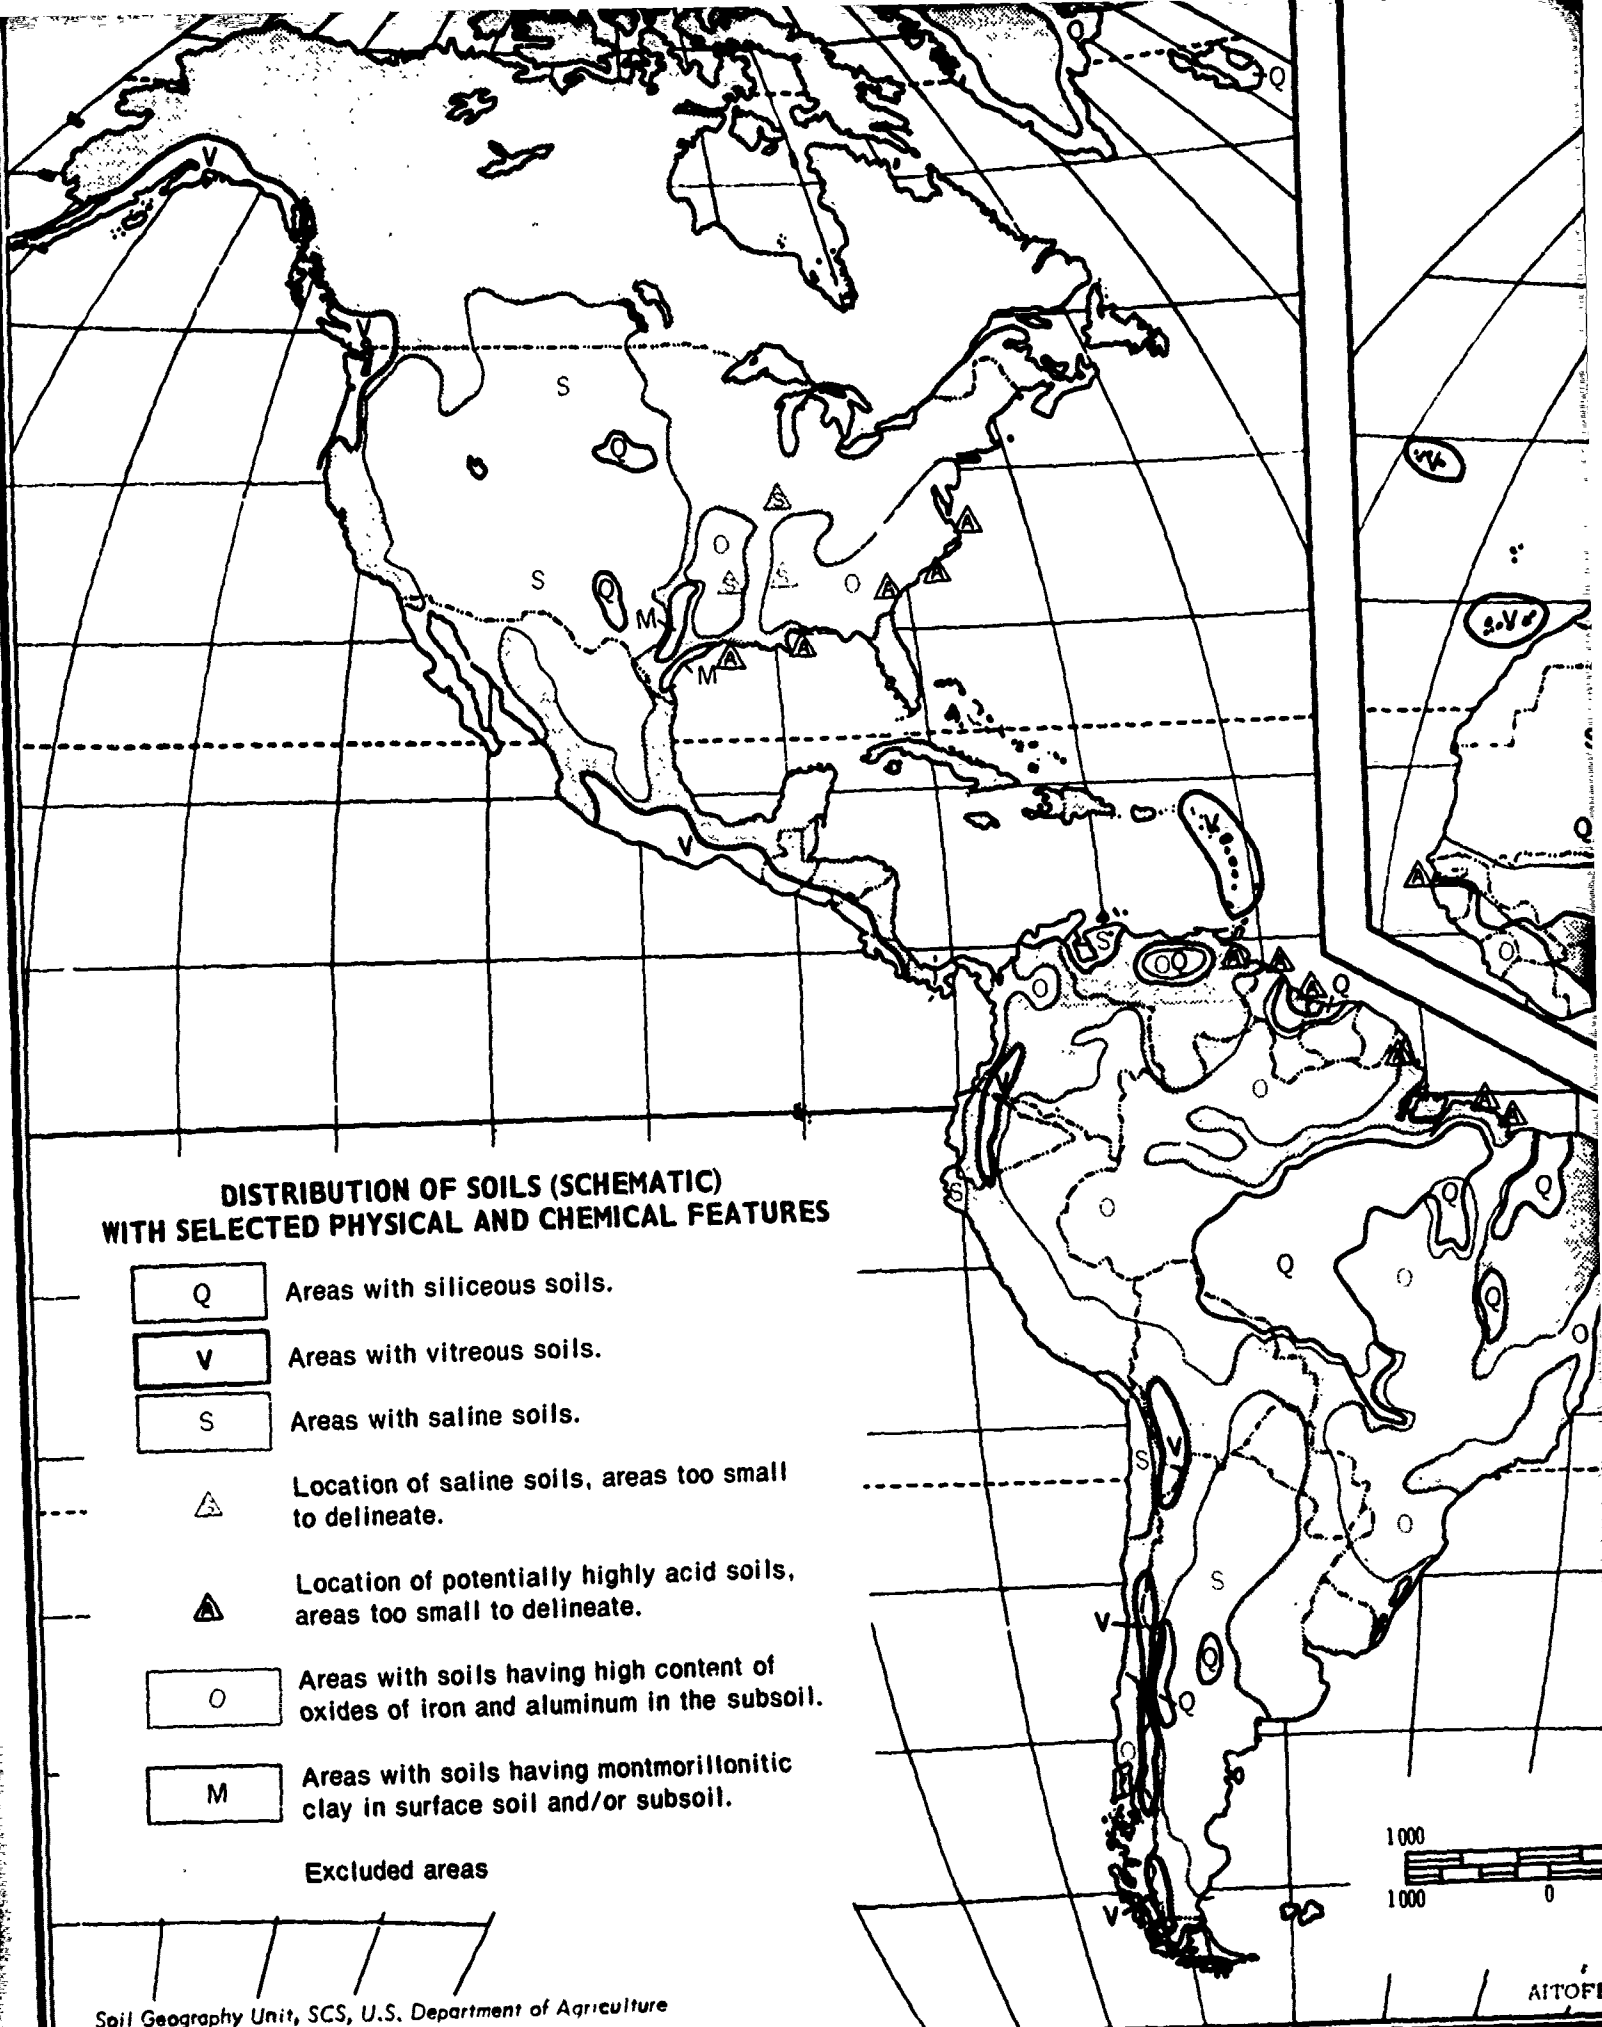 Q
Q
V
V
S
Q
S
A
O
S
S
S
O
A
A
S
Q
M
M
A
A
V
V
V
V
Q
A
O
S
O
O
Q
A
A
A
Q
V
O
A
A
A
S
O
Q
Q
Q
O
Q
O
S
V
O
S
V
Q
Q
O
V
DISTRIBUTION OF SOILS (SCHEMATIC)
WITH SELECTED PHYSICAL AND CHEMICAL FEATURES
Q Areas with siliceous soils.
V Areas with vitreous soils.
S Areas with saline soils.
S Location of saline soils, areas too small
to delineate.
A Location of potentially highly acid soils,
areas too small to delineate.
O Areas with soils having high content of
oxides of iron and aluminum in the subsoil.
M Areas with soils having montmorillonitic
clay in surface soil and/or subsoil.
Excluded areas
1000
1000 0
AITOF
Soil Geography Unit, SCS, U.S. Department of Agriculture